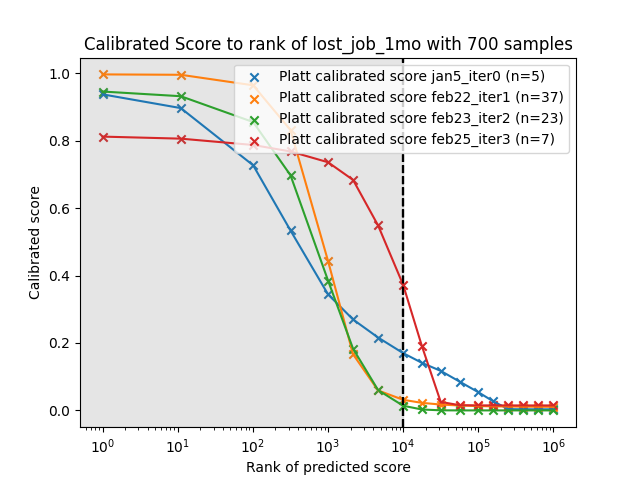 Calibrated Score to rank of lost_job_1mo with 700 samples
Platt calibrated score jan5_iter0 (n=5)
Platt calibrated score feb22_iter1 (n=37)
Platt calibrated score feb23_iter2 (n=23)
Platt calibrated score feb25_iter3 (n=7)
Calibrated score
1.0
0.8
0.6
0.4
0.2
0.0
10⁰ 10¹ 10² 10³ 10⁴ 10⁵ 10⁶
Rank of predicted score